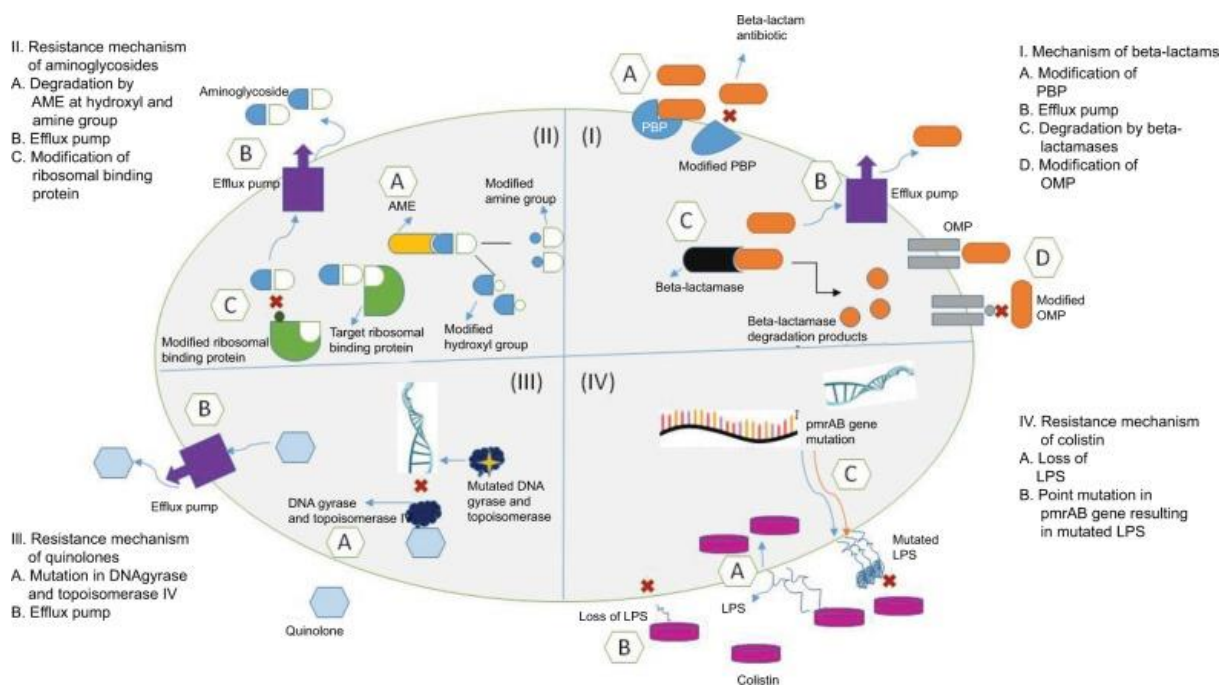 II. Resistance mechanism
of aminoglycosides
A. Degradation by
AME at hydroxyl and
amine group
B. Efflux pump
C. Modification of
ribosomal binding
protein
Aminoglycoside
B
Efflux pump
(II)
A
AME
Modified
amine group
C
Modified ribosomal
binding protein
Target ribosomal
binding protein
Modified
hydroxyl group
Beta-lactam
antibiotic
A
PBP
Modified PBP
(I)
B
Efflux pump
C
Beta-lactamase
Beta-lactamase
degradation products
OMP
D
Modified
OMP
I. Mechanism of beta-lactams
A. Modification of
PBP
B. Efflux pump
C. Degradation by beta-
lactamases
D. Modification of
OMP
(III)
B
Efflux pump
Mutated DNA
gyrase and
topoisomerase
DNA gyrase
and topoisomerase IV
A
Quinolone
III. Resistance mechanism
of quinolones
A. Mutation in DNAgyrase
and topoisomerase IV
B. Efflux pump
(IV)
pmrAB gene
mutation
C
Mutated
LPS
A
LPS
Loss of LPS
B
Colistin
IV. Resistance mechanism
of colistin
A. Loss of
LPS
B. Point mutation in
pmrAB gene resulting
in mutated LPS